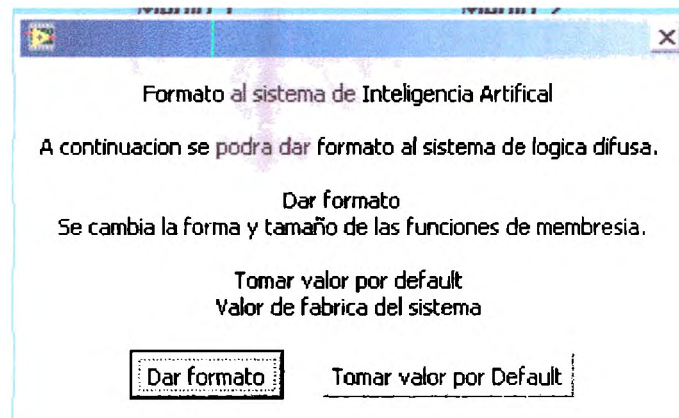 Formato al sistema de Inteligencia Artifical
A continuacion se podra dar formato al sistema de logica difusa.
Dar formato
Se cambia la forma y tamaño de las funciones de membresia.
Tomar valor por default
Valor de fabrica del sistema
Dar formato
Tomar valor por Default